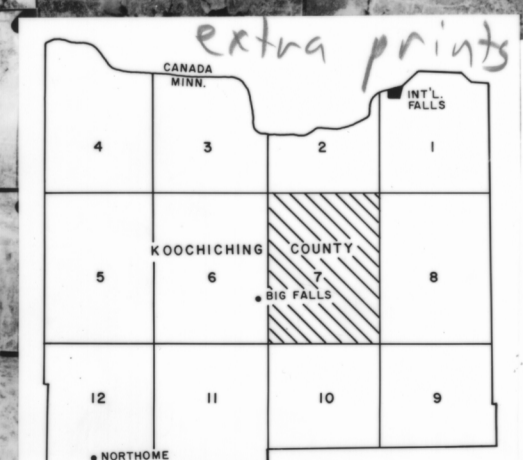 extra prints
CANADA
MINN.
INT'L.
FALLS
4 3 2 1
KOOCHICHING COUNTY
5 6 7 8
BIG FALLS
12 11 10 9
NORTHOME